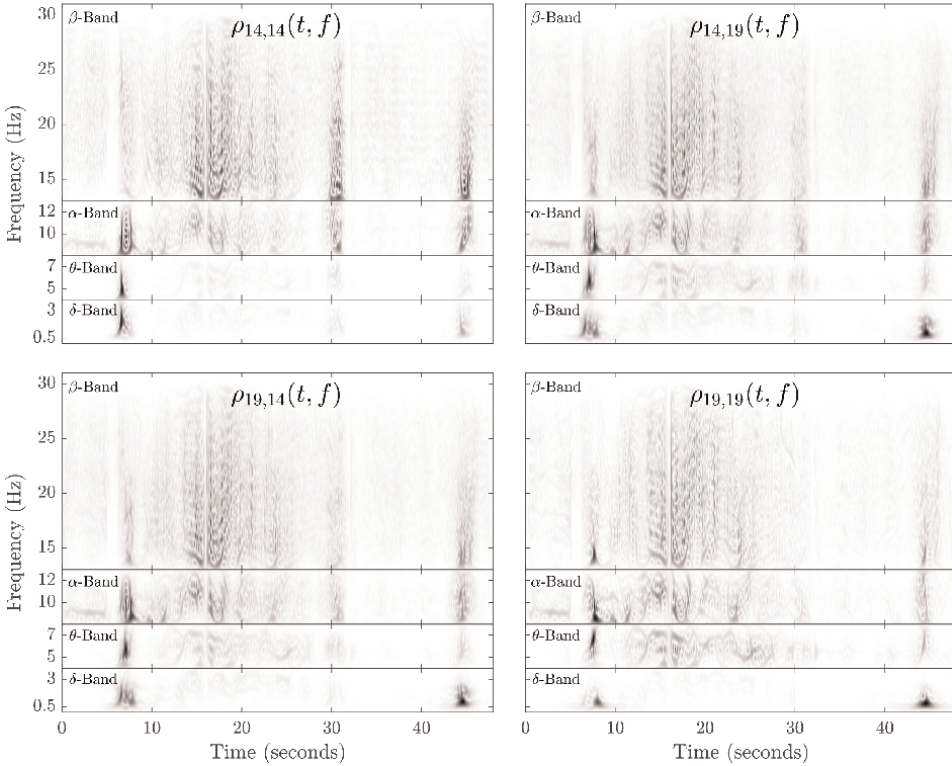 β-Band
ρ14,14(t, f)
30
25
20
15
Frequency (Hz)
α-Band
12
10
θ-Band
7
5
δ-Band
3
0.5
β-Band
ρ14,19(t, f)
α-Band
θ-Band
δ-Band
β-Band
ρ19,14(t, f)
30
25
20
15
Frequency (Hz)
α-Band
12
10
θ-Band
7
5
δ-Band
3
0.5
0 10 20 30 40
Time (seconds)
β-Band
ρ19,19(t, f)
α-Band
θ-Band
δ-Band
0 10 20 30 40
Time (seconds)